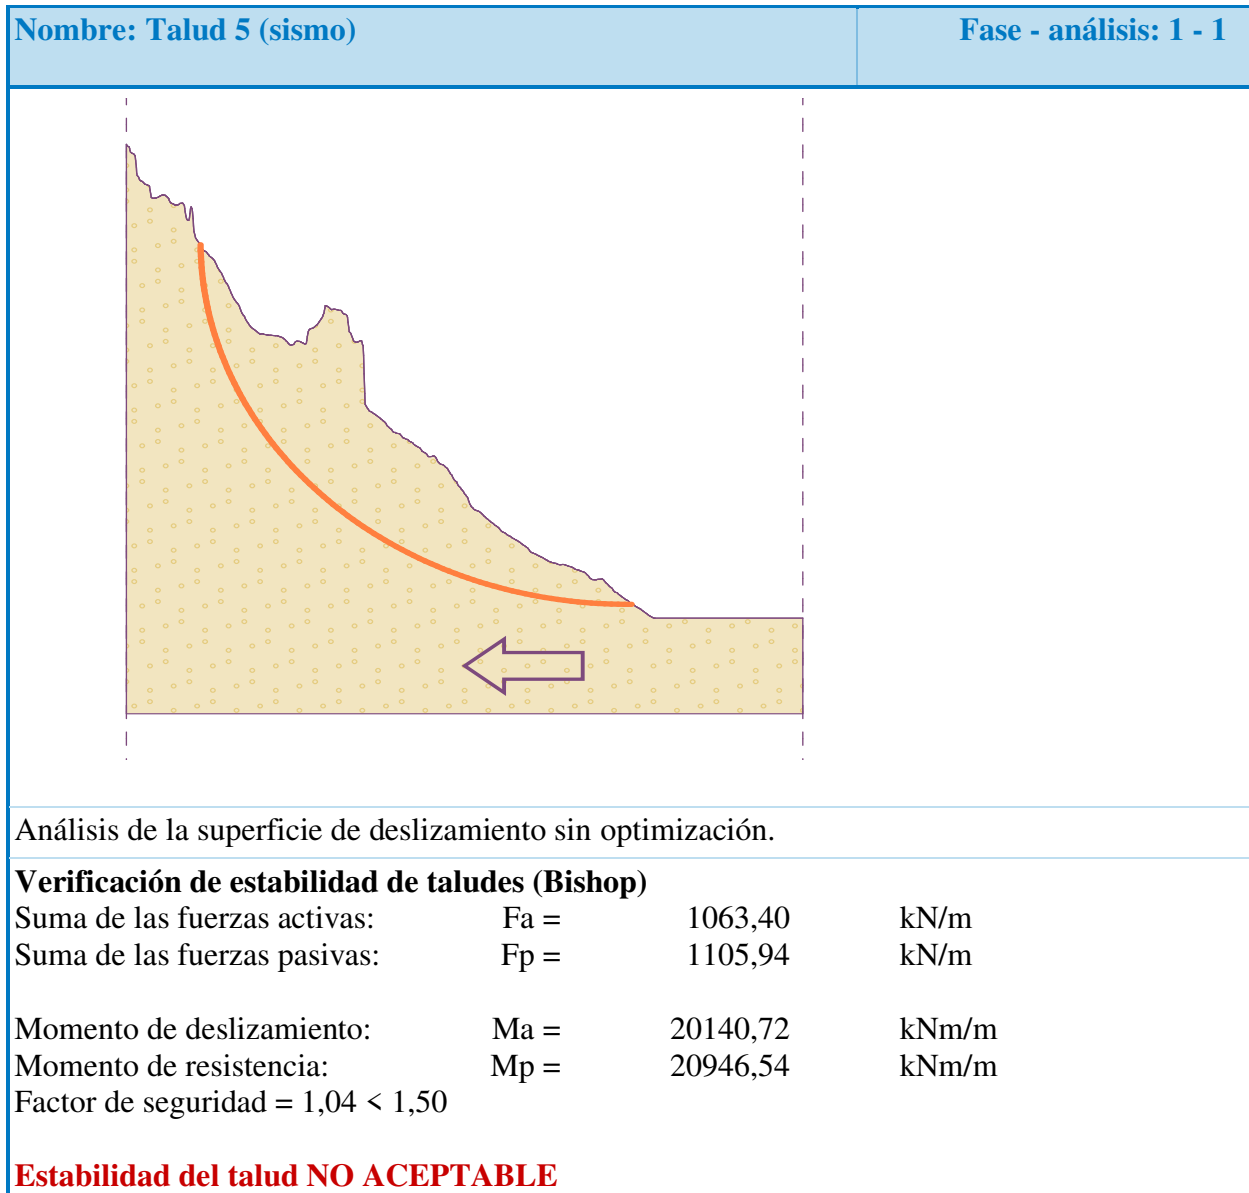 Nombre: Talud 5 (sismo) Fase - análisis: 1 - 1
Análisis de la superficie de deslizamiento sin optimización.
Verificación de estabilidad de taludes (Bishop)
Suma de las fuerzas activas: Fa = 1063,40 kN/m
Suma de las fuerzas pasivas: Fp = 1105,94 kN/m
Momento de deslizamiento: Ma = 20140,72 kNm/m
Momento de resistencia: Mp = 20946,54 kNm/m
Factor de seguridad = 1,04 < 1,50
Estabilidad del talud NO ACEPTABLE